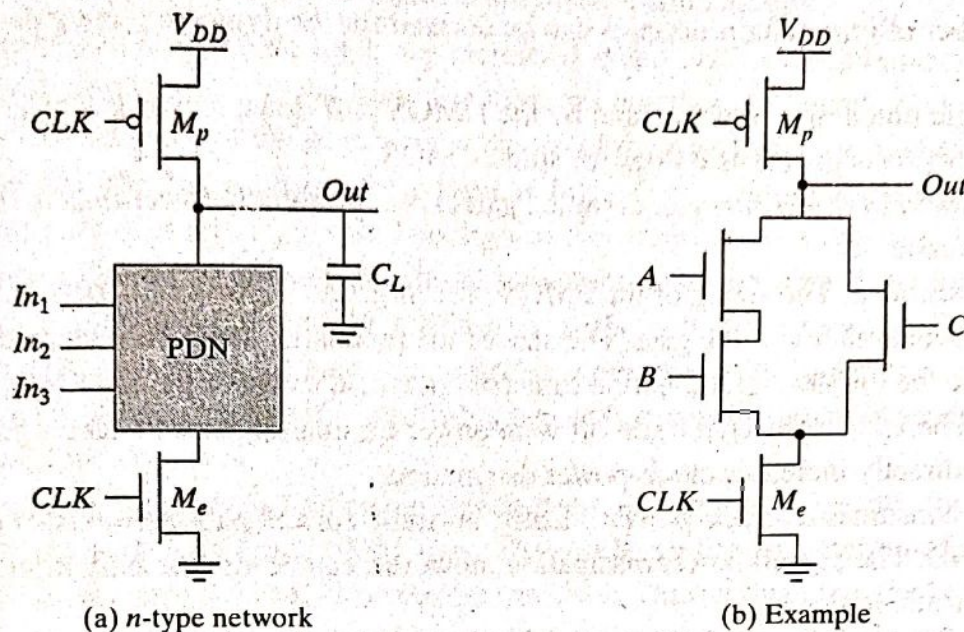 V_DD
CLK
M_p
Out
C_L
In_1
In_2
In_3
PDN
CLK
M_e
(a) n-type network
V_DD
CLK
M_p
Out
A
B
C
CLK
M_e
(b) Example